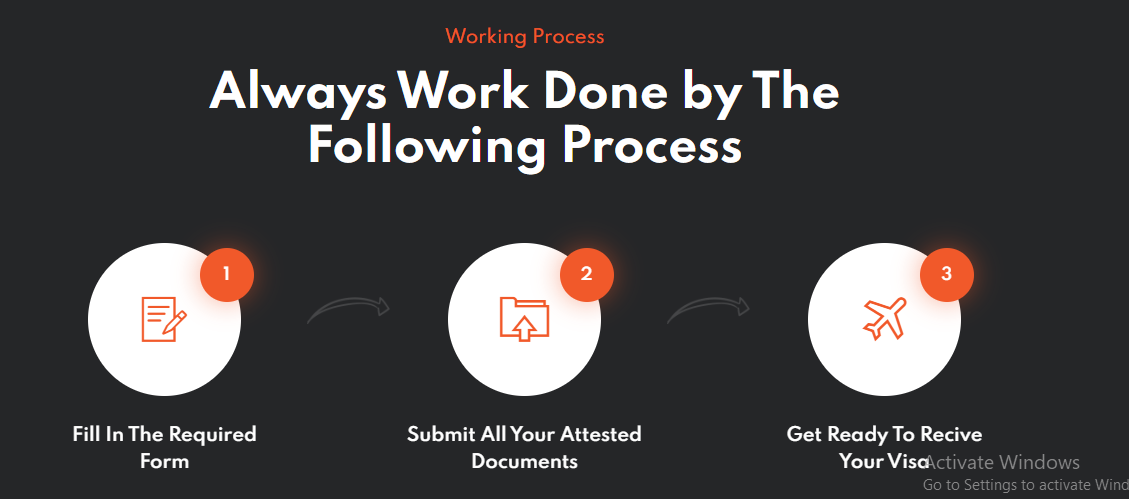 Working Process
Always Work Done by The
Following Process
1
2
3
Fill In The Required
Form
Submit All Your Attested
Documents
Get Ready To Recive
Your Visa
Activate Windows
Go to Settings to activate Wind